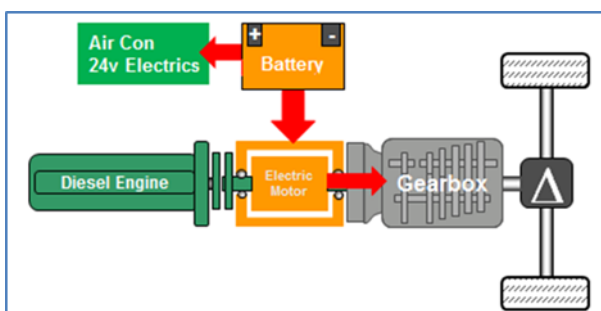 Air Con
24v Electrics
+ -
Battery
Diesel Engine
Electric
Motor
Gearbox
Δ